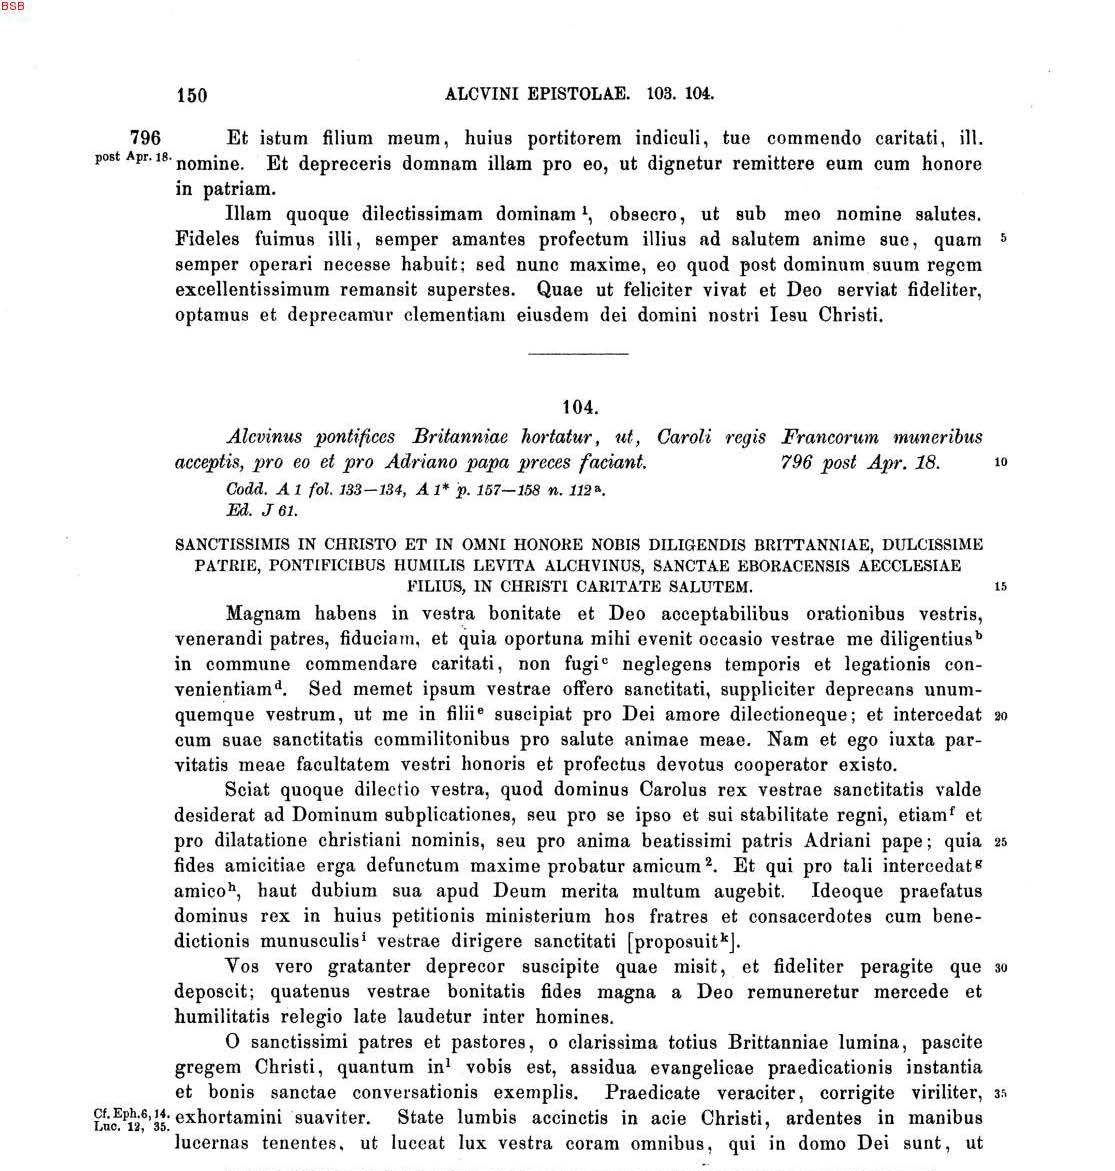 BSB
150 ALCVINI EPISTOLAE. 103. 104.
796 Et istum filium meum, huius portitorem indiculi, tue commendo caritati, ill.
post Apr. 18. nomine. Et depreceris domnam illam pro eo, ut dignetur remittere eum cum honore
in patriam.
Illam quoque dilectissimam dominam¹, obsecro, ut sub meo nomine salutes.
Fideles fuimus illi, semper amantes profectum illius ad salutem anime sue, quam 5
semper operari necesse habuit; sed nunc maxime, eo quod post dominum suum regem
excellentissimum remansit superstes. Quae ut feliciter vivat et Deo serviat fideliter,
optamus et deprecamur clementiam eiusdem dei domini nostri Iesu Christi.
104.
Alcvinus pontifices Britanniae hortatur, ut, Caroli regis Francorum muneribus
acceptis, pro eo et pro Adriano papa preces faciant. 796 post Apr. 18. 10
Codd. A 1 fol. 133—134, A 1* p. 157—158 n. 112ᵃ.
Ed. J 61.
SANCTISSIMIS IN CHRISTO ET IN OMNI HONORE NOBIS DILIGENDIS BRITTANNIAE, DULCISSIME
PATRIE, PONTIFICIBUS HUMILIS LEVITA ALCHVINUS, SANCTAE EBORACENSIS AECCLESIAE
FILIUS, IN CHRISTI CARITATE SALUTEM. 15
Magnam habens in vestra bonitate et Deo acceptabilibus orationibus vestris,
venerandi patres, fiduciam, et quia oportuna mihi evenit occasio vestrae me diligentiusᵇ
in commune commendare caritati, non fugiᶜ neglegens temporis et legationis con-
venientiamᵈ. Sed memet ipsum vestrae offero sanctitati, suppliciter deprecans unum-
quemque vestrum, ut me in filiiᵉ suscipiat pro Dei amore dilectioneque; et intercedat 20
cum suae sanctitatis commilitonibus pro salute animae meae. Nam et ego iuxta par-
vitatis meae facultatem vestri honoris et profectus devotus cooperator existo.
Sciat quoque dilectio vestra, quod dominus Carolus rex vestrae sanctitatis valde
desiderat ad Dominum subplicationes, seu pro se ipso et sui stabilitate regni, etiamᶠ et
pro dilatatione christiani nominis, seu pro anima beatissimi patris Adriani pape; quia 25
fides amicitiae erga defunctum maxime probatur amicum². Et qui pro tali intercedatᵍ
amicoʰ, haut dubium sua apud Deum merita multum augebit. Ideoque praefatus
dominus rex in huius petitionis ministerium hos fratres et consacerdotes cum bene-
dictionis munusculisⁱ vestrae dirigere sanctitati [proposuitᵏ].
Vos vero gratanter deprecor suscipite quae misit, et fideliter peragite que 30
deposcit; quatenus vestrae bonitatis fides magna a Deo remuneretur mercede et
humilitatis relegio late laudetur inter homines.
O sanctissimi patres et pastores, o clarissima totius Brittanniae lumina, pascite
gregem Christi, quantum inˡ vobis est, assidua evangelicae praedicationis instantia
et bonis sanctae conversationis exemplis. Praedicate veraciter, corrigite viriliter, 35
Cf. Eph. 6, 14. exhortamini suaviter. State lumbis accinctis in acie Christi, ardentes in manibus
Luc. 12, 35. lucernas tenentes, ut luceat lux vestra coram omnibus, qui in domo Dei sunt, ut